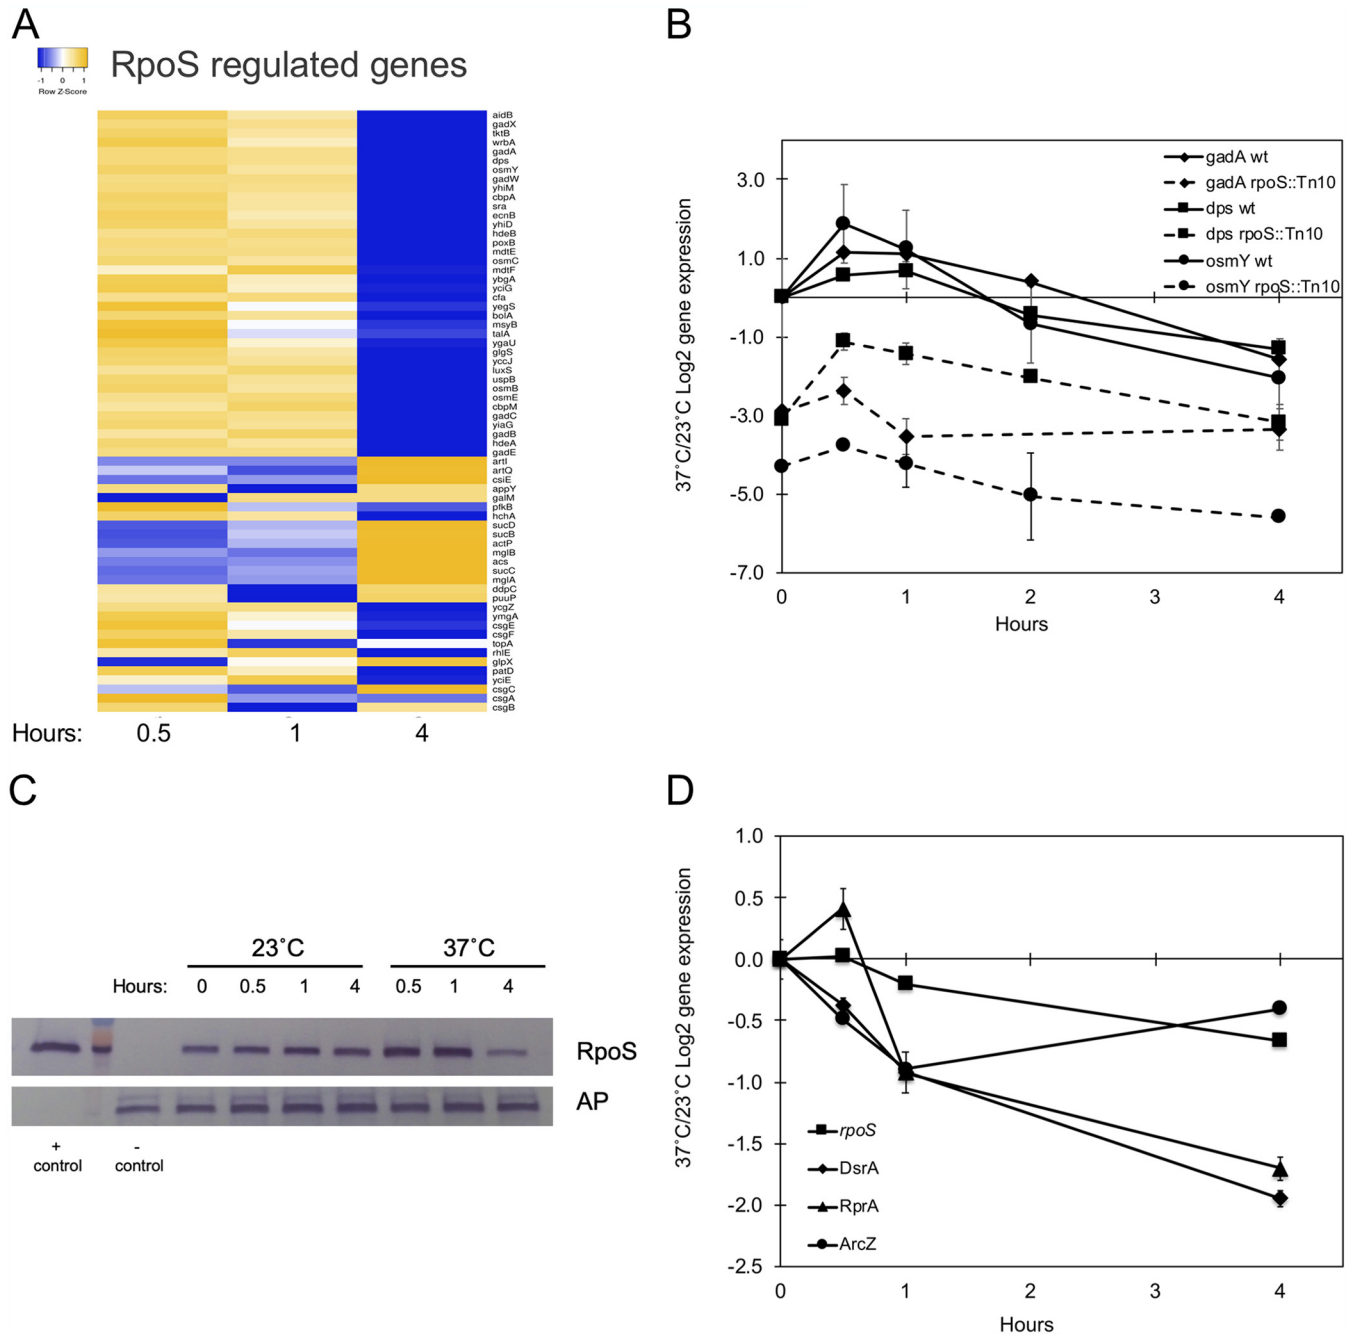 A
-1 0 1
Row Z-Score
RpoS regulated genes
aidB
gadX
tktB
wrbA
gadA
dps
osmY
gadW
yhiM
cbpA
sra
ecnB
yhiD
hdeB
poxB
mdtE
osmC
mdtF
ybgA
yciG
cfa
yegS
bolA
msyB
talA
ygaU
glgS
yccJ
luxS
uspB
osmB
osmE
cbpM
gadC
yiaG
gadB
hdeA
gadE
artI
artQ
csiE
appY
galM
pfkB
hchA
sucD
sucB
actP
mglB
acs
sucC
mglA
ddpC
puuP
ycgZ
ymgA
csgE
csgF
topA
rhlE
glpX
patD
yciE
csgC
csgA
csgB
Hours: 0.5 1 4
B
37˚C/23˚C Log2 gene expression
3.0
1.0
-1.0
-3.0
-5.0
-7.0
gadA wt
gadA rpoS::Tn10
dps wt
dps rpoS::Tn10
osmY wt
osmY rpoS::Tn10
0 1 2 3 4
Hours
C
23˚C 37˚C
Hours: 0 0.5 1 4 0.5 1 4
RpoS
AP
+ -
control control
D
37˚C/23˚C Log2 gene expression
1.0
0.5
0.0
-0.5
-1.0
-1.5
-2.0
-2.5
rpoS
DsrA
RprA
ArcZ
0 1 2 3 4
Hours